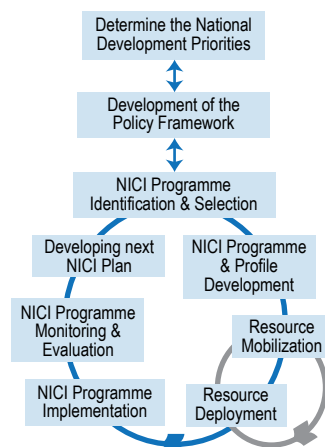 Determine the National
Development Priorities
Development of the
Policy Framework
NICI Programme
Identification & Selection
Developing next
NICI Plan
NICI Programme
& Profile
Development
NICI Programme
Monitoring &
Evaluation
Resource
Mobilization
NICI Programme
Implementation
Resource
Deployment